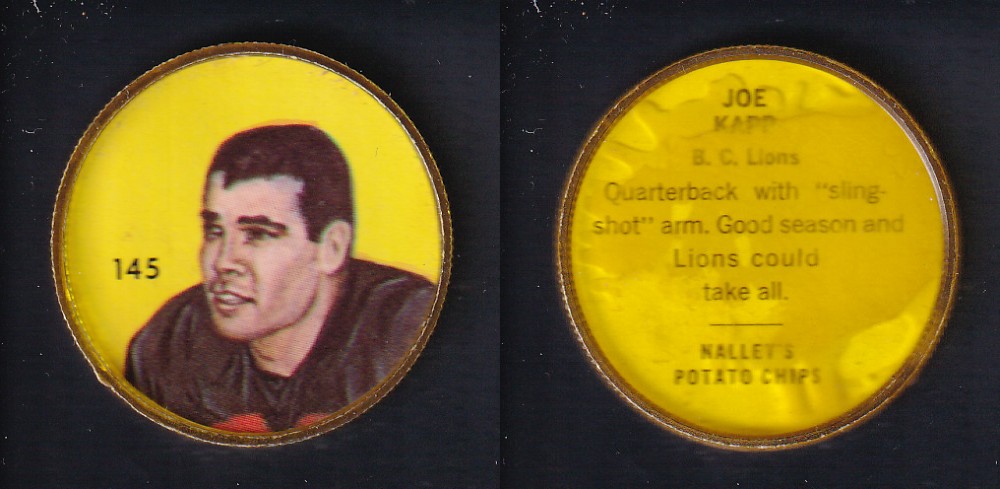 145
JOE
KAPP
B. C. Lions
Quarterback with "sling-
shot" arm. Good season and
Lions could
take all.
NALLEY'S
POTATO CHIPS